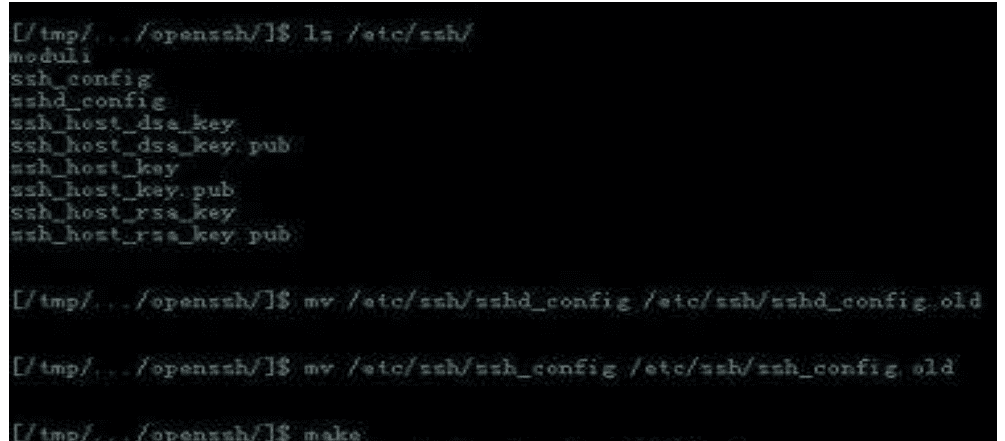 [/tmp/.../openssh/]$ ls /etc/ssh/
moduli
ssh_config
sshd_config
ssh_host_dsa_key
ssh_host_dsa_key.pub
ssh_host_key
ssh_host_key.pub
ssh_host_rsa_key
ssh_host_rsa_key.pub
[/tmp/.../openssh/]$ mv /etc/ssh/sshd_config /etc/ssh/sshd_config.old
[/tmp/.../openssh/]$ mv /etc/ssh/ssh_config /etc/ssh/ssh_config.old
[/tmp/.../openssh/]$ make